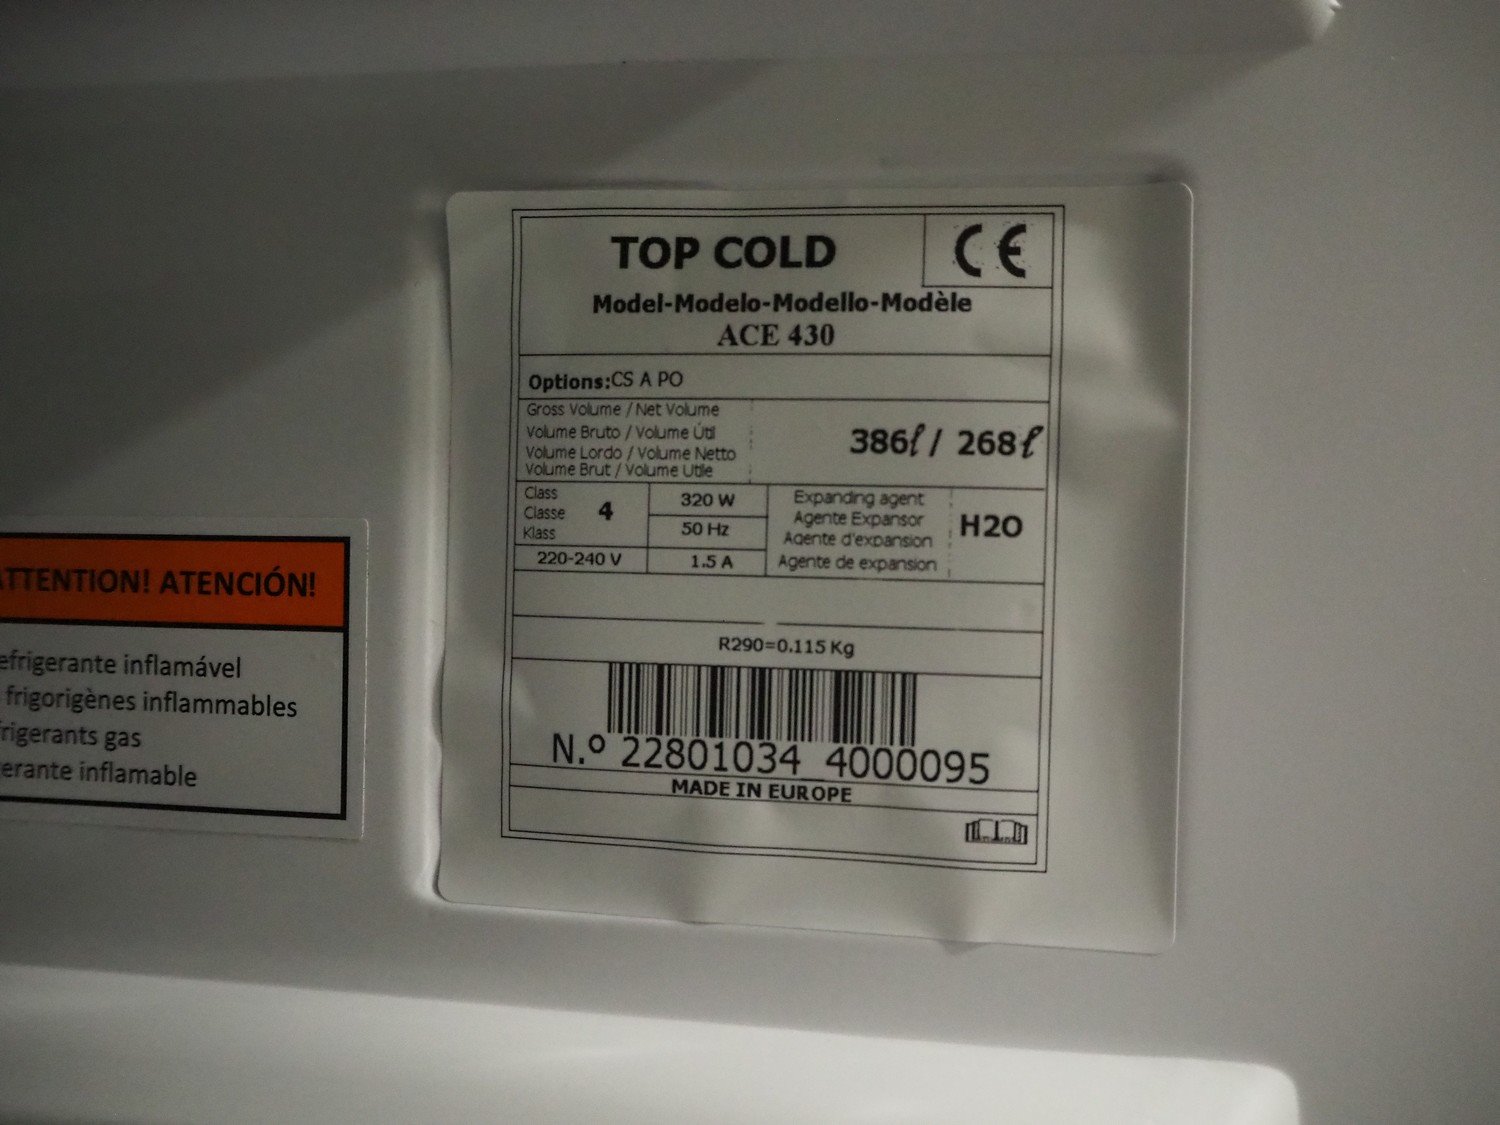 TOP COLD
CE
Model-Modelo-Modello-Modèle
ACE 430
Options:CS A PO
Gross Volume / Net Volume
Volume Bruto / Volume Útil
Volume Lordo / Volume Netto
Volume Brut / Volume Utile
386ℓ / 268ℓ
Class
Classe
Klass
4
320 W
50 Hz
220-240 V
1.5 A
Expanding agent
Agente Expansor
Agente d'expansion
Agente de expansion
H2O
R290=0.115 Kg
N.º 22801034 4000095
MADE IN EUROPE
ATTENTION! ATENCIÓN!
efrigerante inflamável
frigorigènes inflammables
frigerants gas
erante inflamable